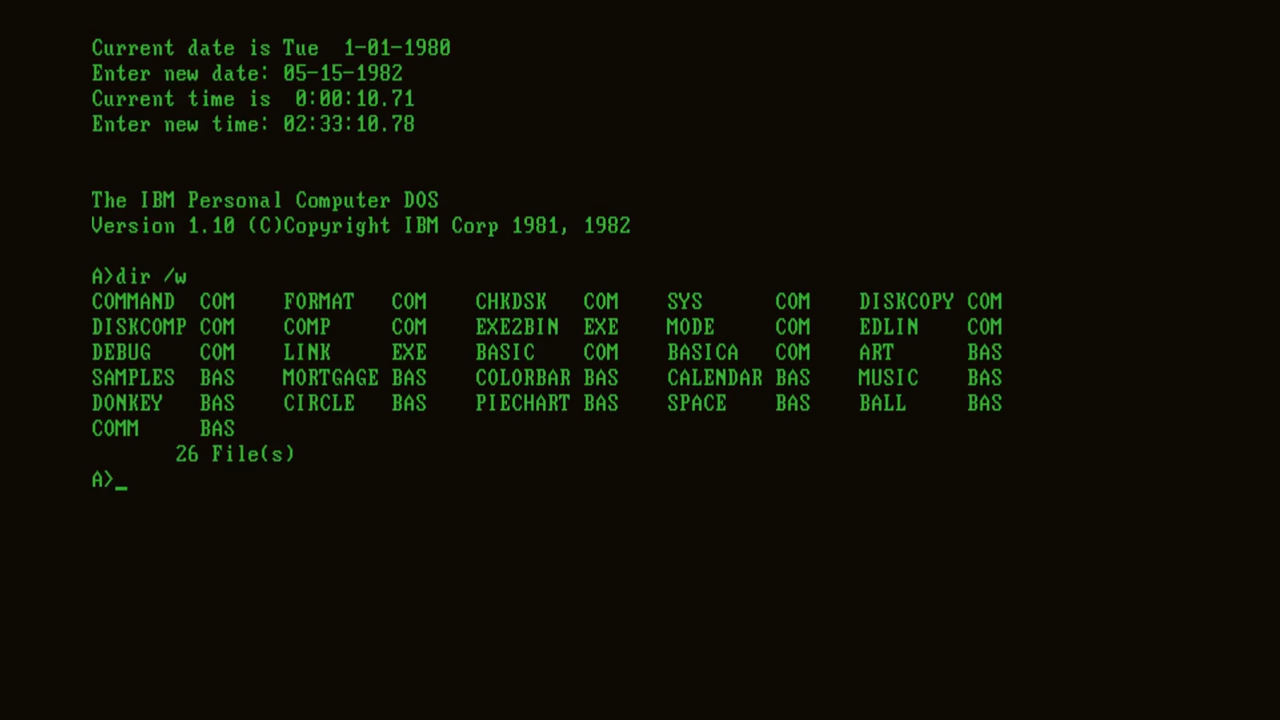 Current date is Tue  1-01-1980
Enter new date: 05-15-1982
Current time is  0:00:10.71
Enter new time: 02:33:10.78
The IBM Personal Computer DOS
Version 1.10 (C)Copyright IBM Corp 1981, 1982
A>dir /w
COMMAND  COM    FORMAT   COM    CHKDSK   COM    SYS      COM    DISKCOPY COM
DISKCOMP COM    COMP     COM    EXE2BIN  EXE    MODE     COM    EDLIN    COM
DEBUG    COM    LINK     EXE    BASIC    COM    BASICA   COM    ART      BAS
SAMPLES  BAS    MORTGAGE BAS    COLORBAR BAS    CALENDAR BAS    MUSIC    BAS
DONKEY   BAS    CIRCLE   BAS    PIECHART BAS    SPACE    BAS    BALL     BAS
COMM     BAS
       26 File(s)
A>_